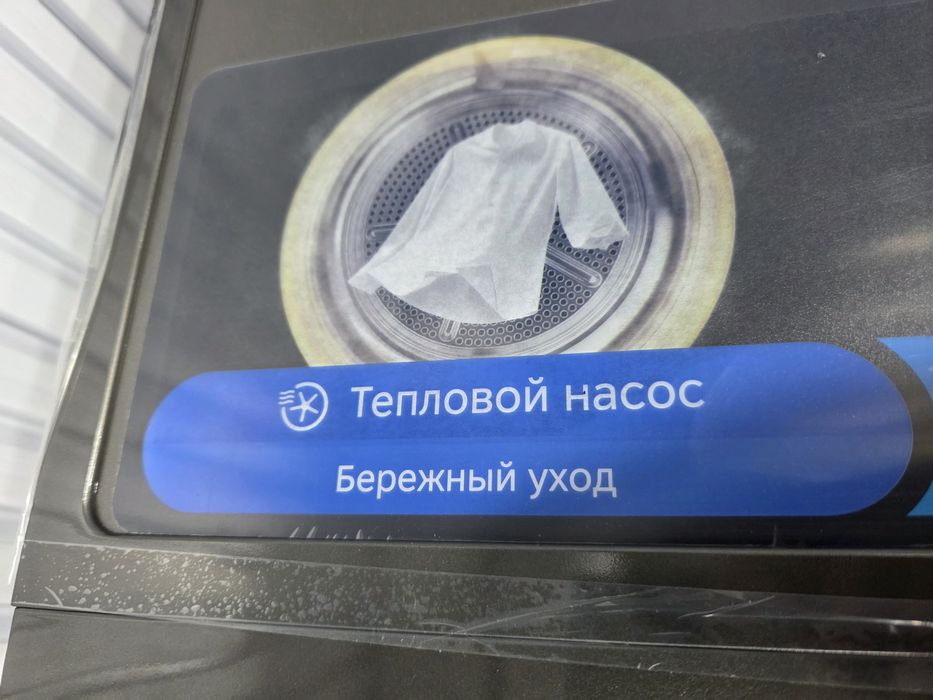 Тепловой насос
Бережный уход